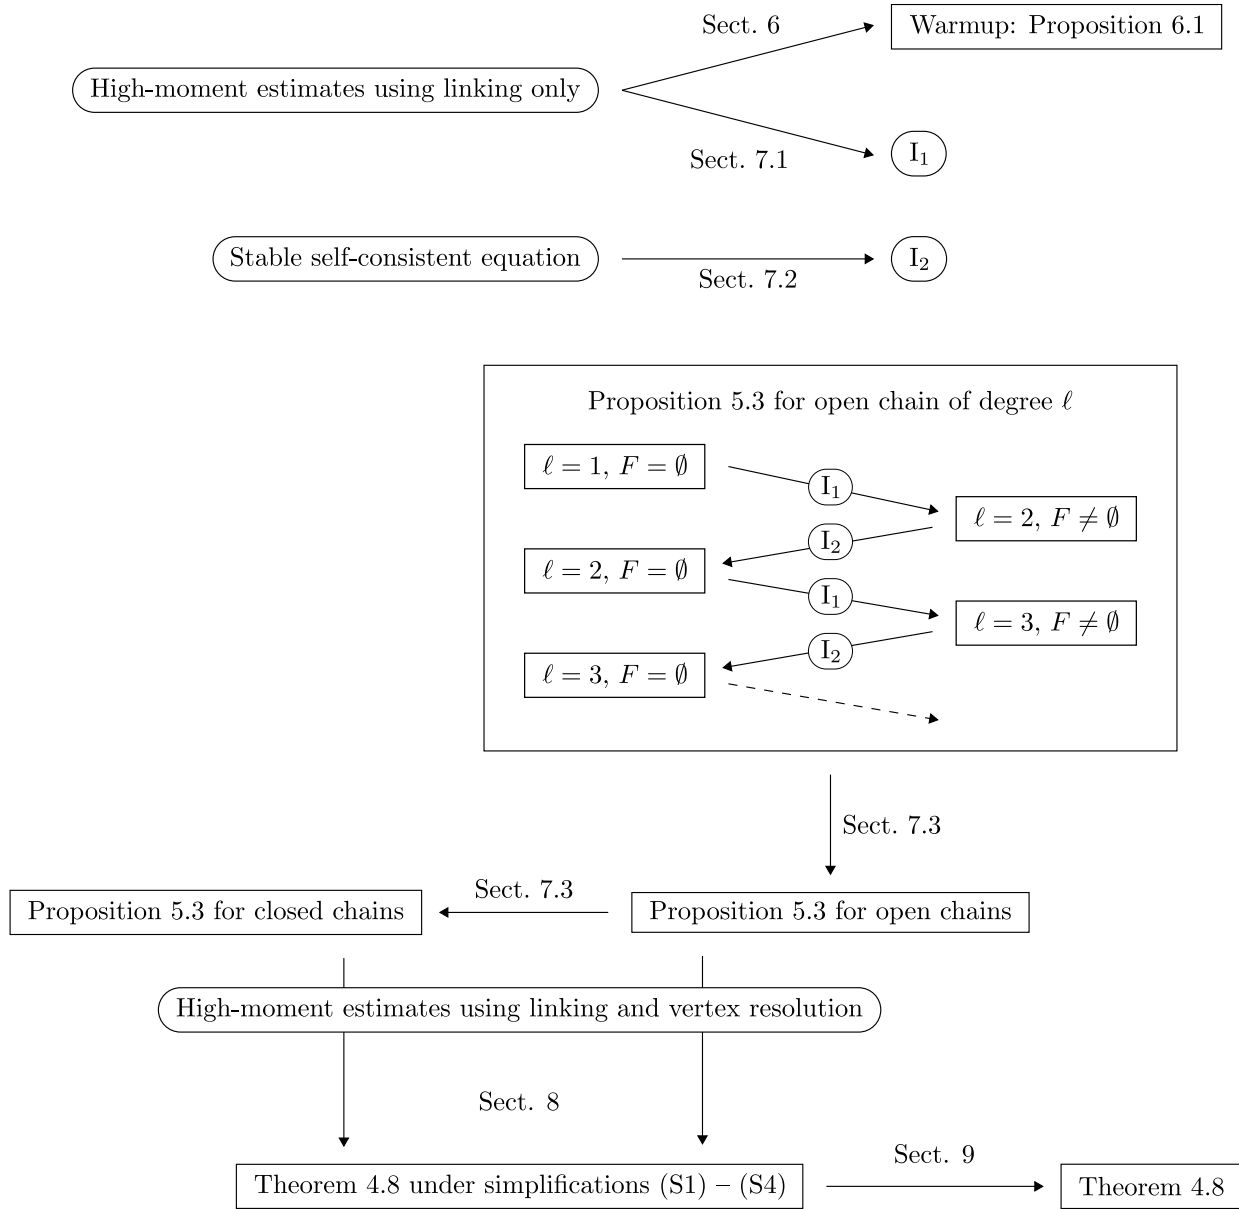 Sect. 6
Warmup: Proposition 6.1
High-moment estimates using linking only
Sect. 7.1
I₁
Stable self-consistent equation
Sect. 7.2
I₂
Proposition 5.3 for open chain of degree ℓ
ℓ = 1, F = ∅
I₁
ℓ = 2, F ≠ ∅
I₂
ℓ = 2, F = ∅
I₁
ℓ = 3, F ≠ ∅
I₂
ℓ = 3, F = ∅
Sect. 7.3
Proposition 5.3 for closed chains
Sect. 7.3
Proposition 5.3 for open chains
High-moment estimates using linking and vertex resolution
Sect. 8
Theorem 4.8 under simplifications (S1) – (S4)
Sect. 9
Theorem 4.8